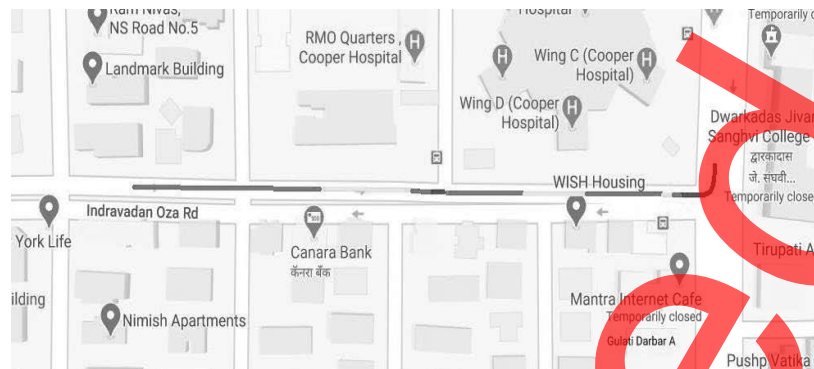 Ram Nivas,
NS Road No.5
Landmark Building
RMO Quarters ,
Cooper Hospital
H
Hospital
H
Wing C (Cooper
Hospital)
H
Wing D (Cooper
Hospital)
H
Temporarily
Dwarkadas Jivan
Sanghvi College
द्वारकादास
जे. संघवी...
Temporarily close
WISH Housing
Indravadan Oza Rd
York Life
Canara Bank
कॅनरा बँक
Tirupati A
ilding
Nimish Apartments
Mantra Internet Cafe
Temporarily closed
Gulati Darbar A
Pushp Vatika